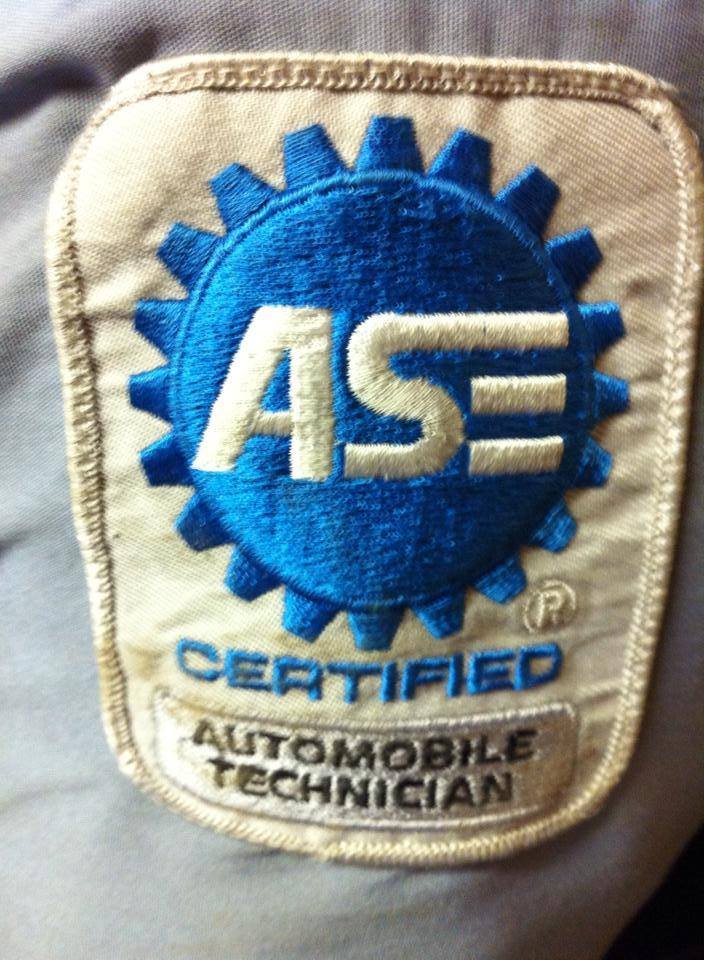 ASE
®
CERTIFIED
AUTOMOBILE
TECHNICIAN